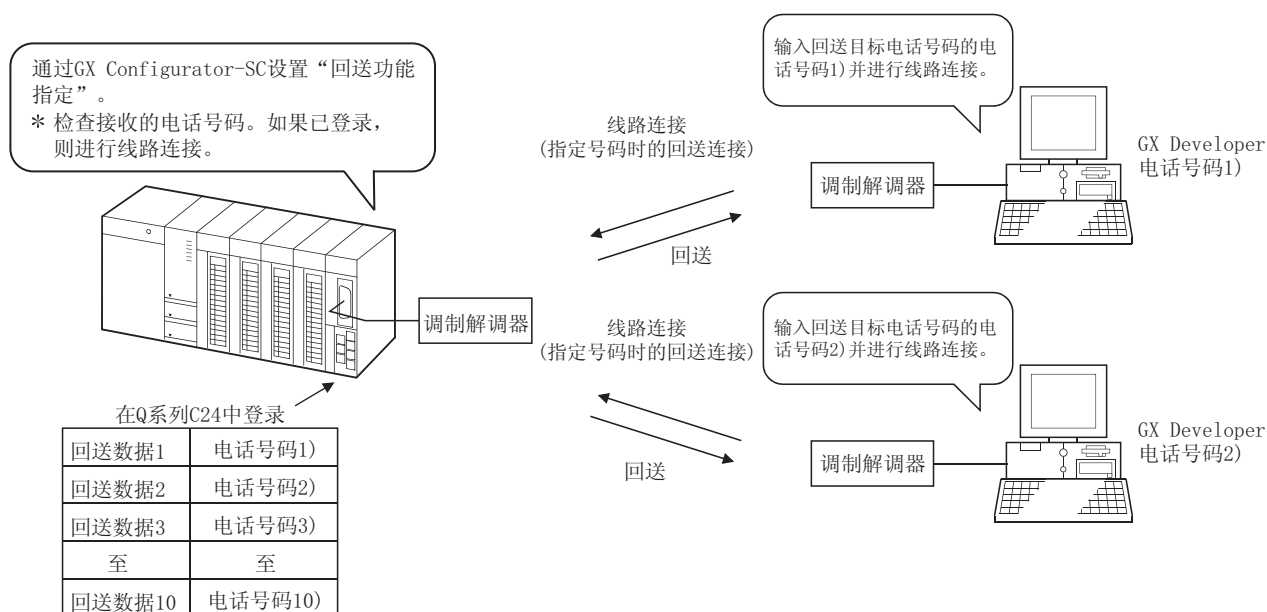 通过GX Configurator-SC设置“回送功能
指定”。
＊检查接收的电话号码。如果已登录，
则进行线路连接。
输入回送目标电话号码的电
话号码1)并进行线路连接。
线路连接
(指定号码时的回送连接)
调制解调器
GX Developer
电话号码1)
回送
调制解调器
线路连接
(指定号码时的回送连接)
输入回送目标电话号码的电
话号码2)并进行线路连接。
回送
调制解调器
GX Developer
电话号码2)
在Q系列C24中登录
回送数据1 电话号码1)
回送数据2 电话号码2)
回送数据3 电话号码3)
至 至
回送数据10 电话号码10)